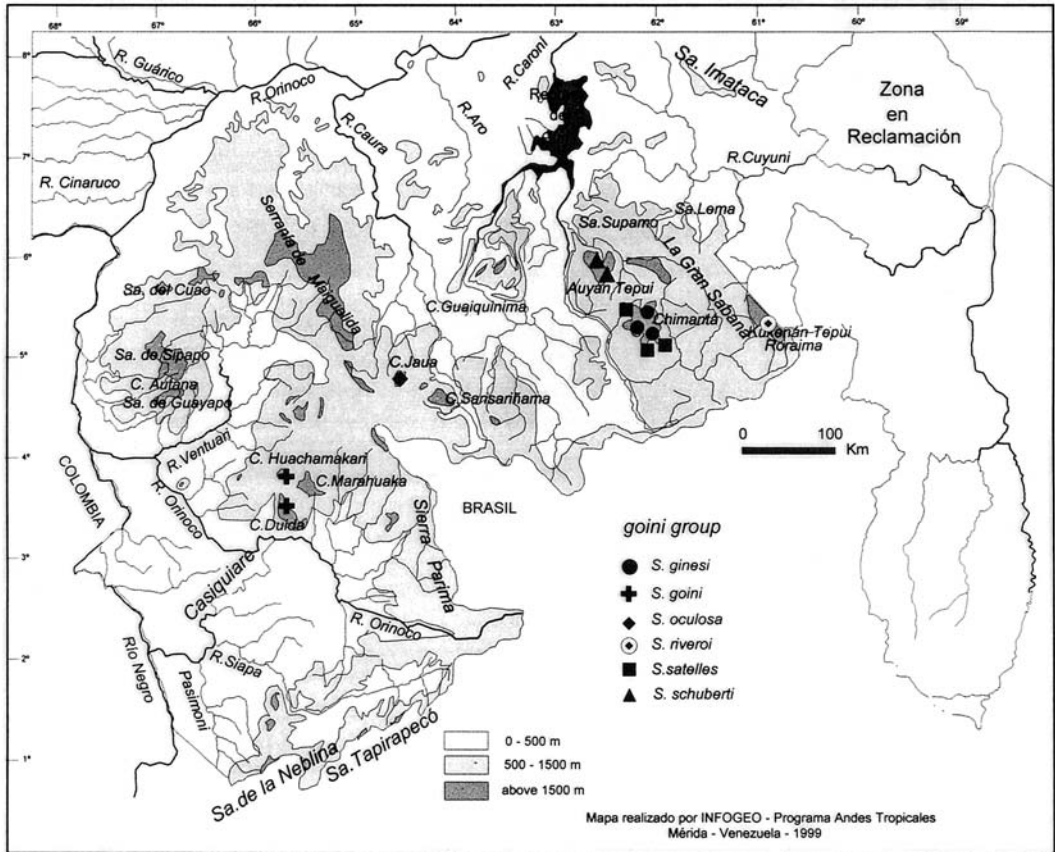 68° 67° 66° 65° 64° 63° 62° 61° 60° 59°
8°
7°
6°
5°
4°
3°
2°
1°
R. Guárico
R.Orinoco
R.Caura
R.Aro
R.Caroní
Sa. Imataca
Zona
en
Reclamación
R. Cinaruco
R.Cuyuni
Serranía de Maigualida
Sa.Supamo
Sa.Lema
La Gran Sabana
Sa. del Cuao
Auyán Tepui
C.Guaiquinima
Chimantá
Kukenán Tepui
Roraima
Sa. de Sipapo
C. Autana
Sa. de Guayapo
C.Jaua
C.Sarisariñama
0 100
Km
R.Ventuari
C. Huachamakari
C.Marahuaka
C.Duida
COLOMBIA
R. Orinoco
BRASIL
Sierra Parima
Casiquiare
R. Orinoco
Río Negro
Pasimoni
R.Siapa
Sa.de la Neblina
Sa.Tapirapecó
goini group
S. ginesi
S. goini
S. oculosa
S. riveroi
S.satelles
S. schuberti
0 - 500 m
500 - 1500 m
above 1500 m
Mapa realizado por INFOGEO - Programa Andes Tropicales
Mérida - Venezuela - 1999